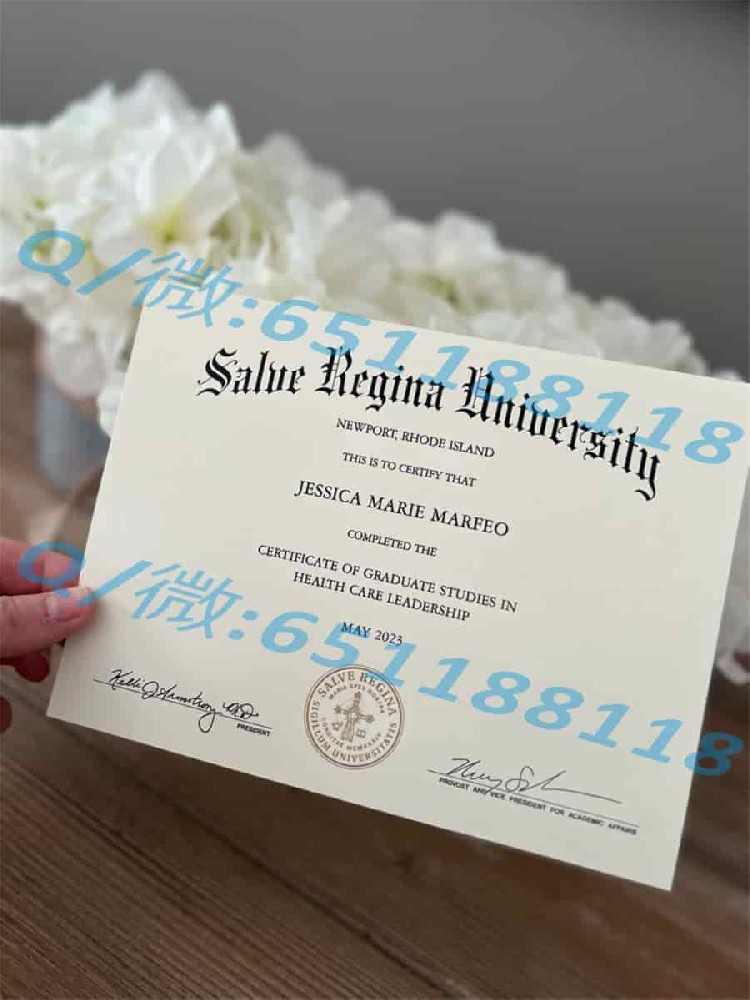 Q/微:651188118
Salve Regina University
NEWPORT, RHODE ISLAND
THIS IS TO CERTIFY THAT
JESSICA MARIE MARFEO
COMPLETED THE
CERTIFICATE OF GRADUATE STUDIES IN
HEALTH CARE LEADERSHIP
MAY 2023
Q/微:651188118
SALVE REGINA
SIGILLUM UNIVERSITATIS
PRESIDENT
PROVOST AND VICE PRESIDENT FOR ACADEMIC AFFAIRS